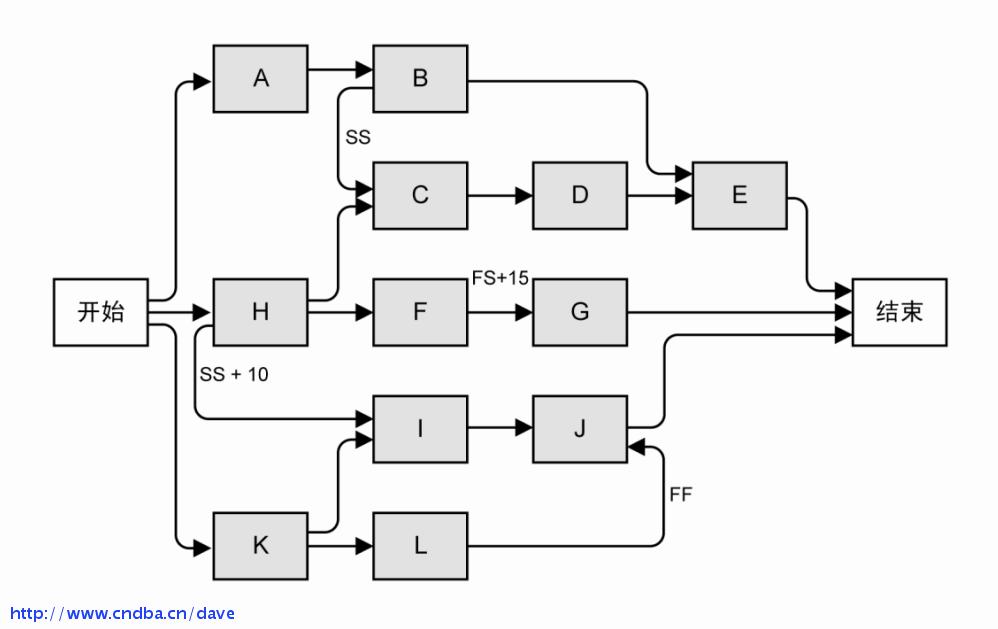 A
B
SS
C
D
E
FS+15
开始
H
F
G
结束
SS + 10
I
J
FF
K
L
http://www.cndba.cn/dave